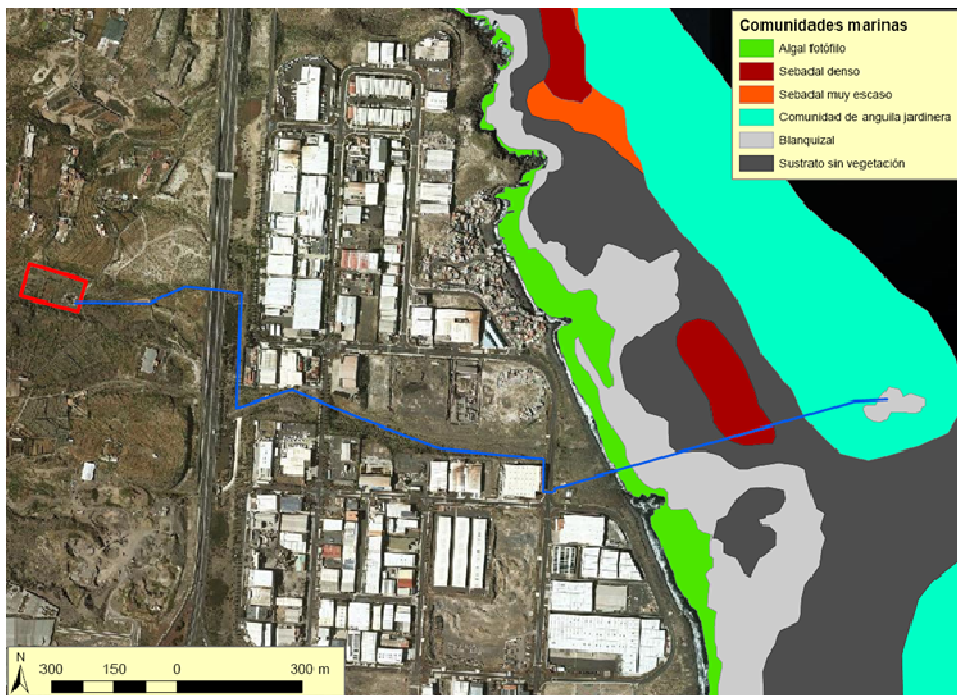 Comunidades marinas
Algal fotófilo
Sebadal denso
Sebadal muy escaso
Comunidad de anguila jardinera
Blanquizal
Sustrato sin vegetación
N
300 150 0 300 m